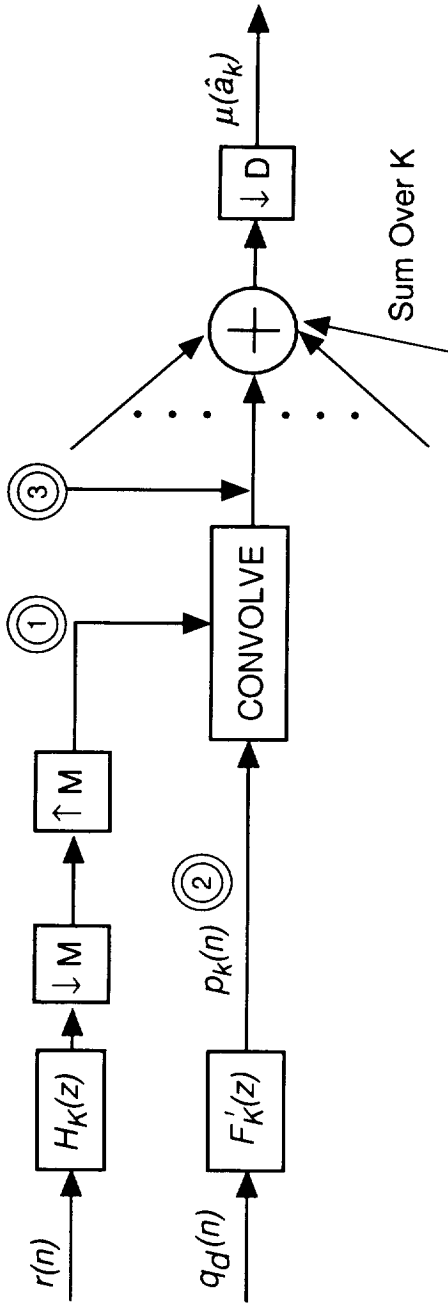 r(n)
H_K(z)
↓ M
↑ M
1
3
q_d(n)
F'_K(z)
p_k(n)
2
CONVOLVE
+
↓ D
μ(â_k)
Sum Over K